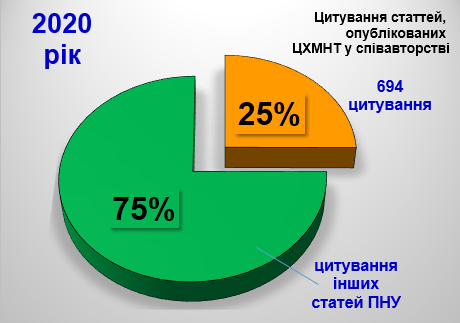 2020
рік
Цитування статтей,
опублікованих
ЦХМНТ у співавторстві
694
цитування
25%
75%
цитування
інших
статей ПНУ